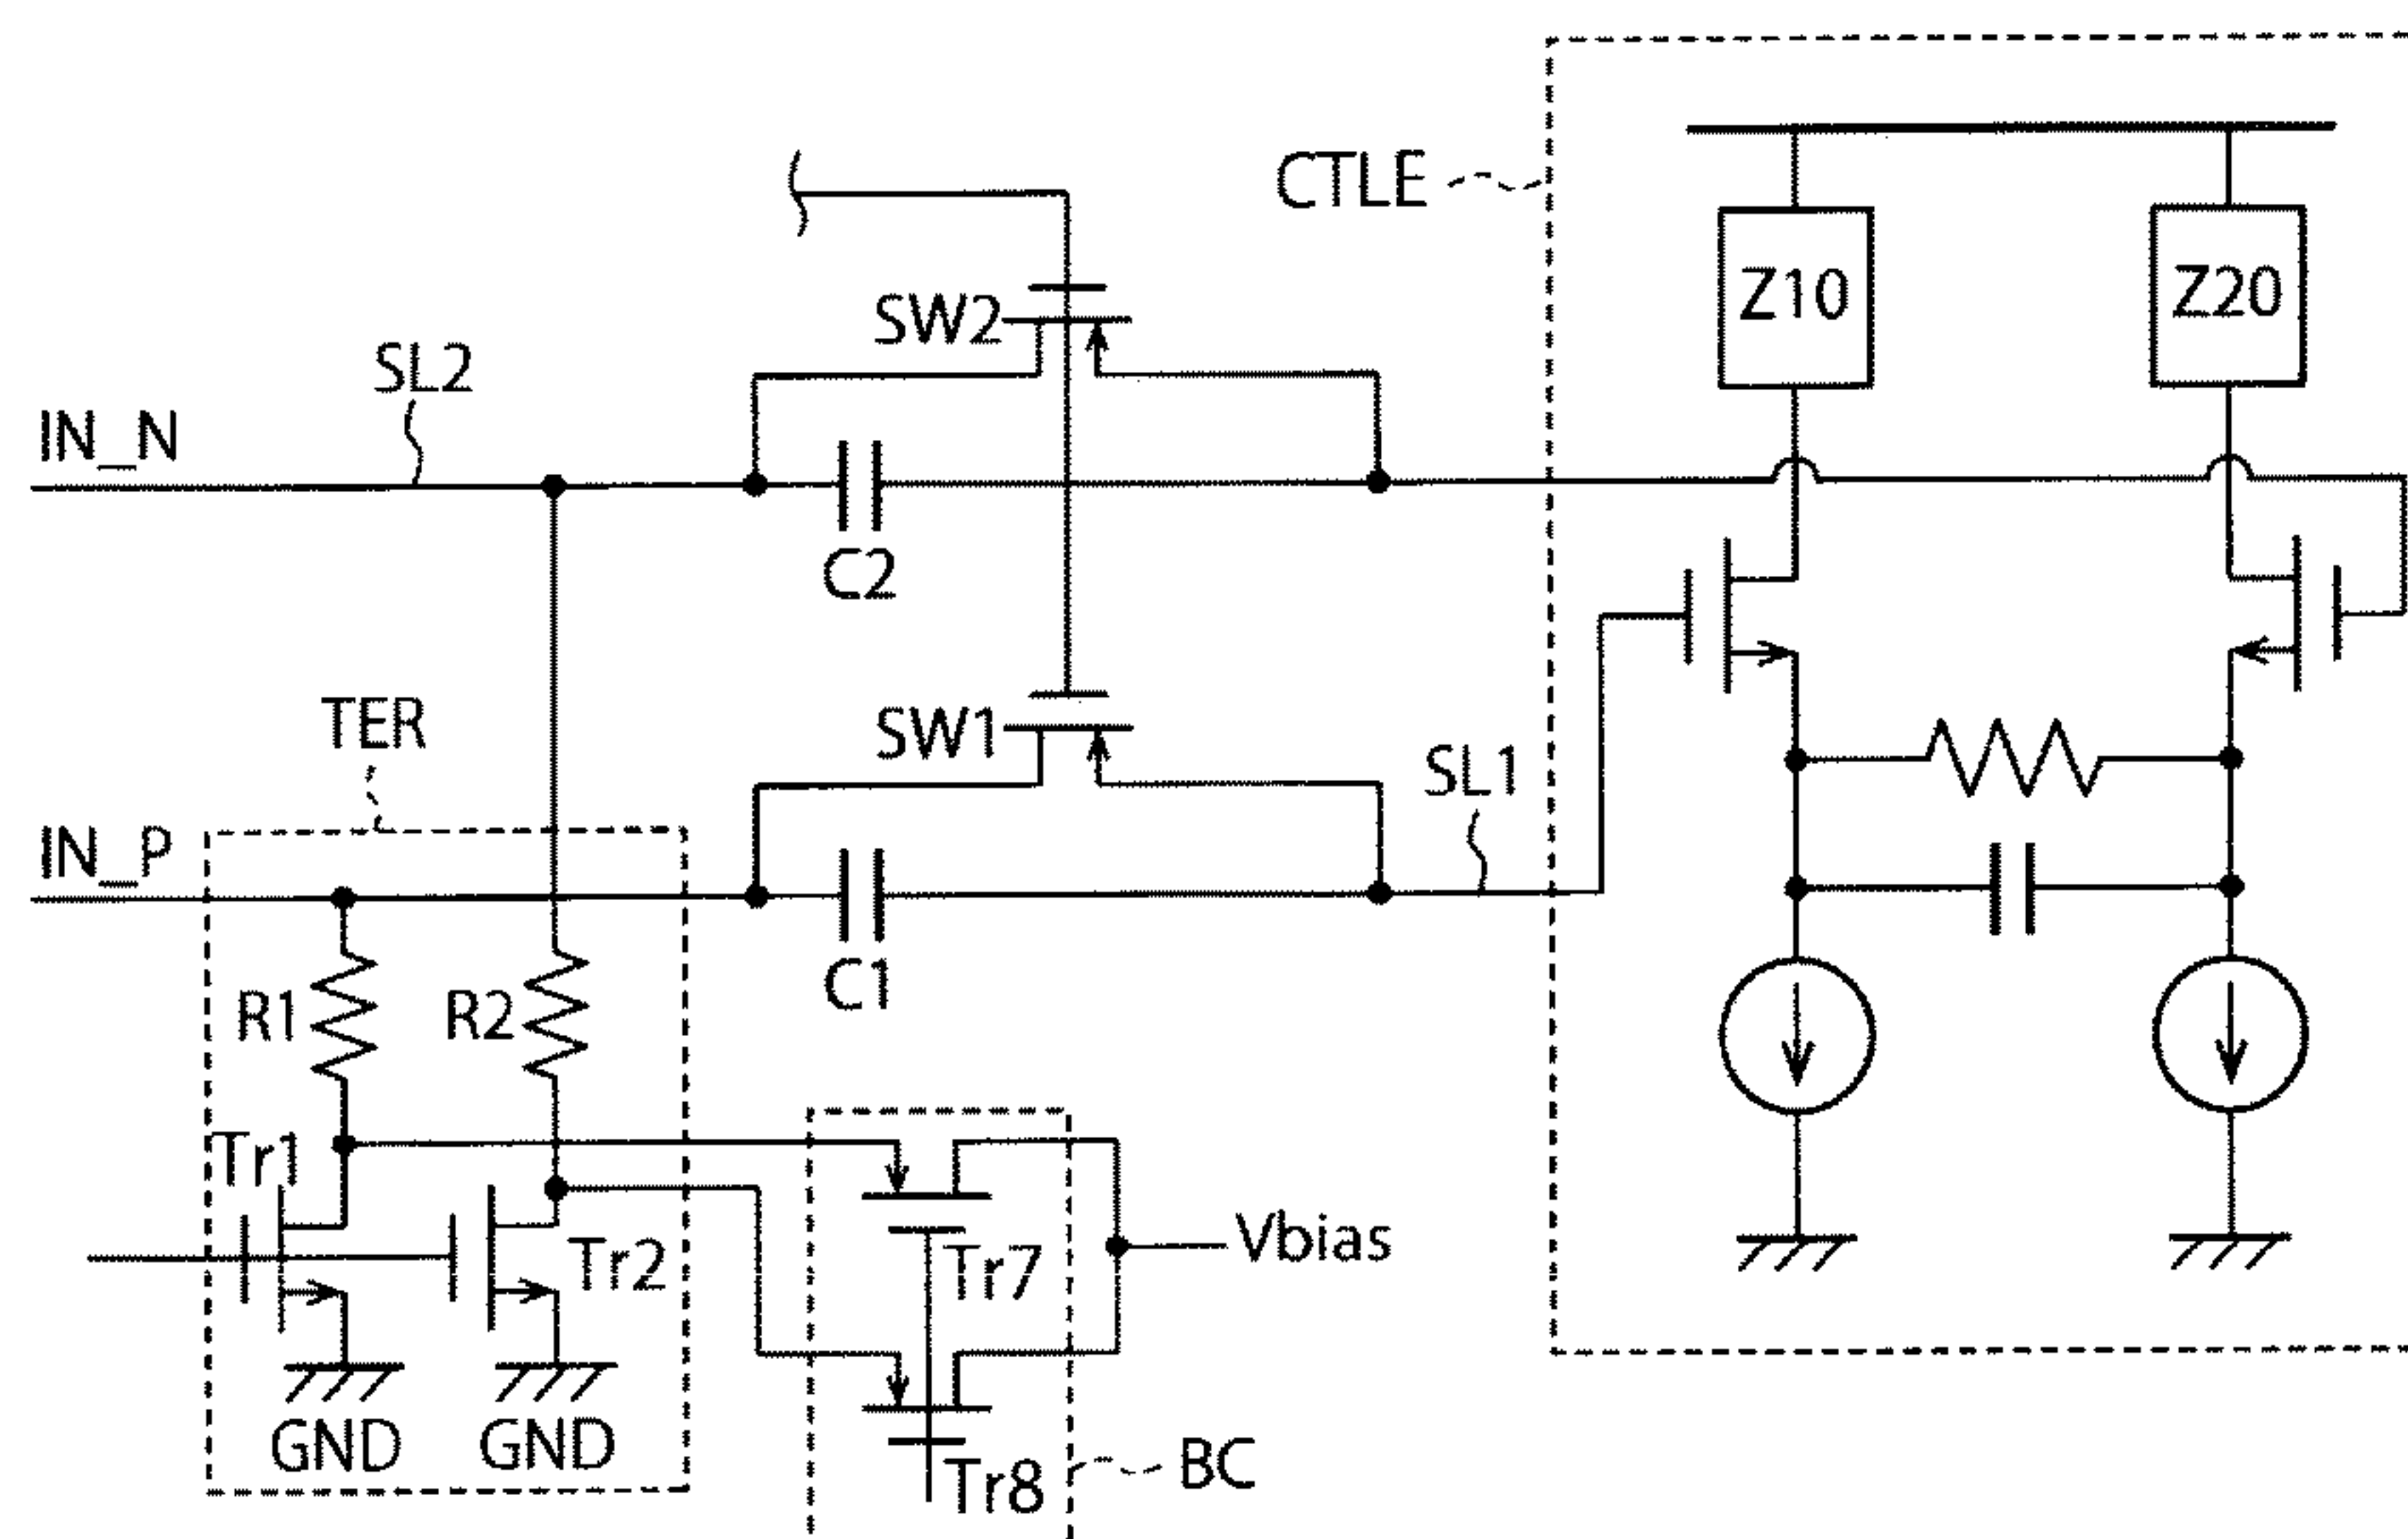 CTLE
Z10
Z20
SW2
SL2
IN_N
C2
SW1
TER
SL1
IN_P
C1
R1
R2
Tr1
Tr2
Tr7
Vbias
GND
GND
BC
Tr8